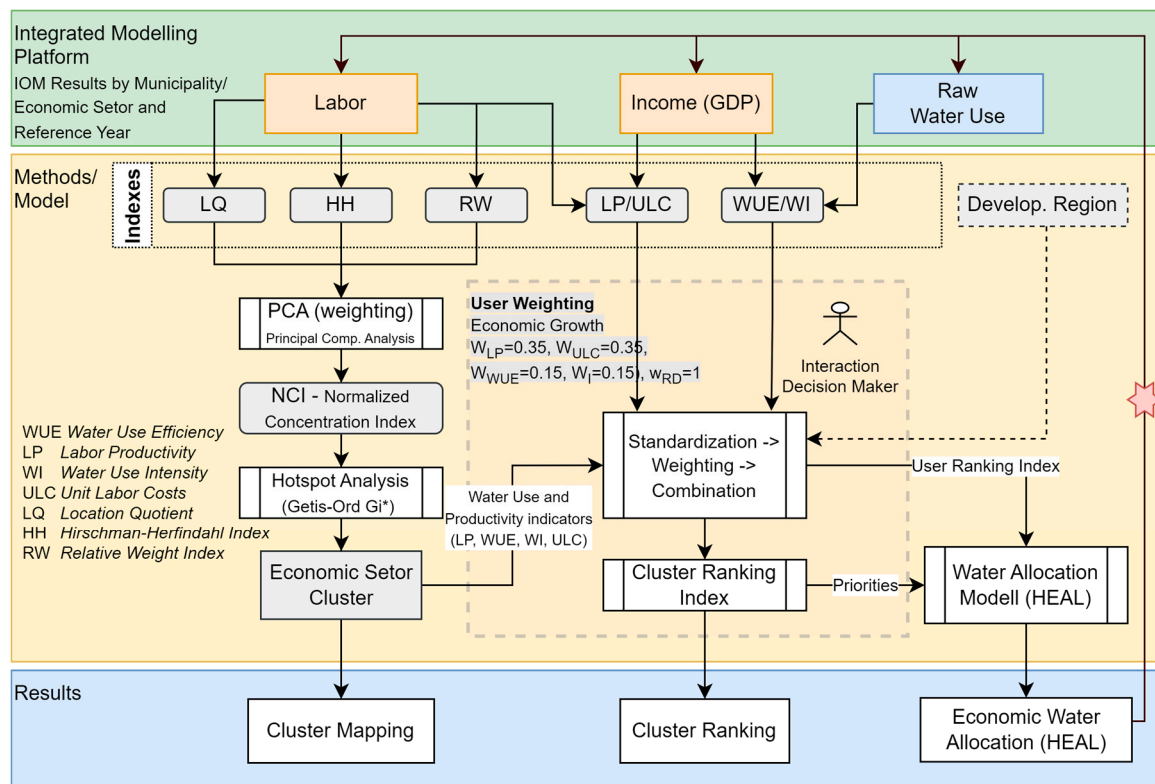 Integrated Modelling
Platform
IOM Results by Municipality/
Economic Setor and
Reference Year
Labor
Income (GDP)
Raw
Water Use
Methods/
Model
Indexes
LQ
HH
RW
LP/ULC
WUE/WI
Develop. Region
PCA (weighting)
Principal Comp. Analysis
User Weighting
Economic Growth
W_LP=0.35, W_ULC=0.35,
W_WUE=0.15, W_I=0.15), w_RD=1
Interaction
Decision Maker
NCI - Normalized
Concentration Index
WUE Water Use Efficiency
LP Labor Productivity
WI Water Use Intensity
ULC Unit Labor Costs
LQ Location Quotient
HH Hirschman-Herfindahl Index
RW Relative Weight Index
Hotspot Analysis
(Getis-Ord Gi*)
Water Use and
Productivity indicators
(LP, WUE, WI, ULC)
Standardization ->
Weighting ->
Combination
User Ranking Index
Economic Setor
Cluster
Cluster Ranking
Index
Priorities
Water Allocation
Modell (HEAL)
Results
Cluster Mapping
Cluster Ranking
Economic Water
Allocation (HEAL)